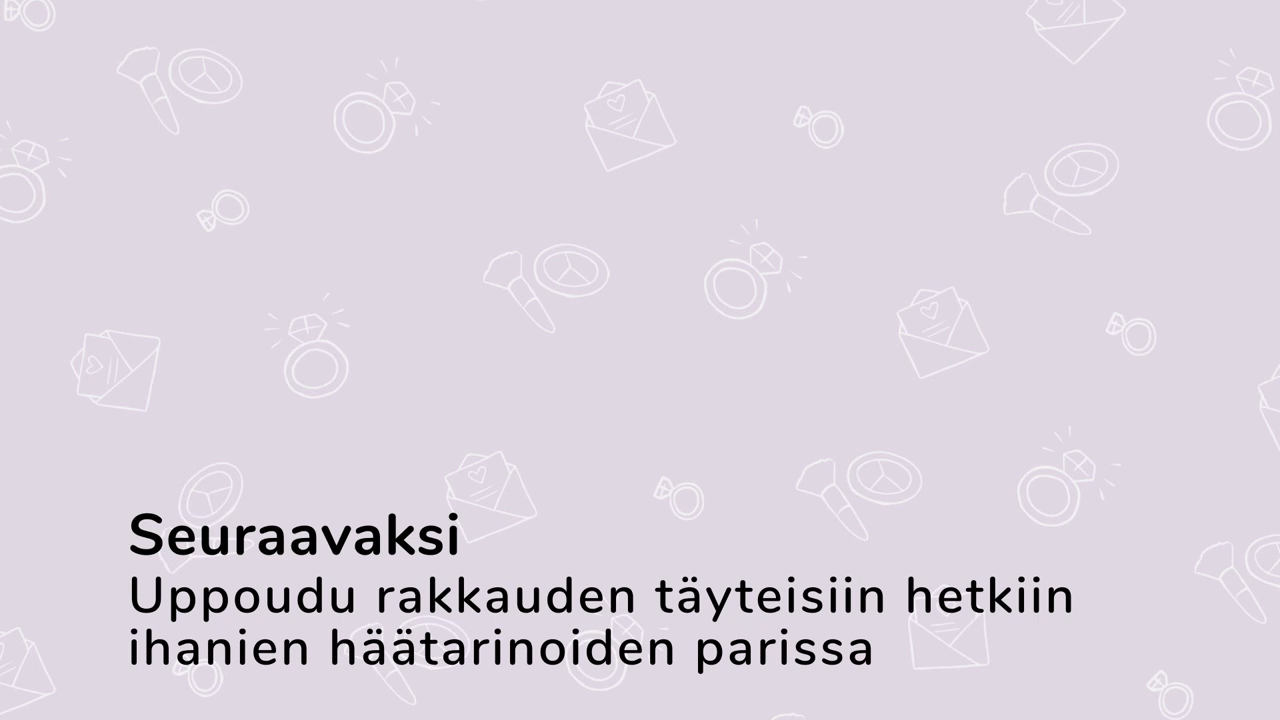 Seuraavaksi
Uppoudu rakkauden täyteisiin hetkiin
ihanien häätarinoiden parissa